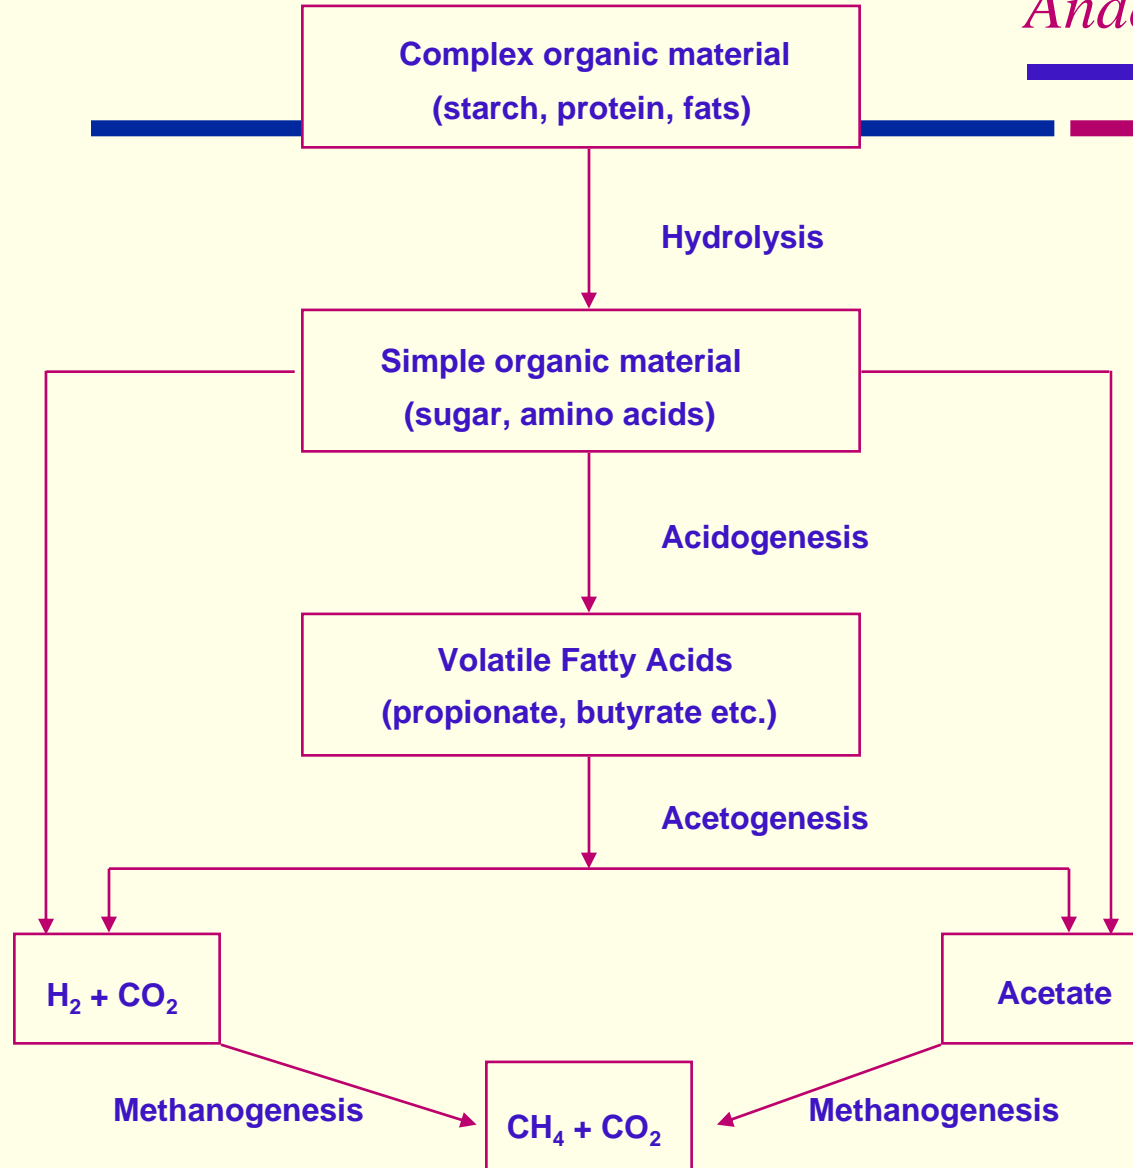 Complex organic material
(starch, protein, fats)
Hydrolysis
Simple organic material
(sugar, amino acids)
Acidogenesis
Volatile Fatty Acids
(propionate, butyrate etc.)
Acetogenesis
H₂ + CO₂
Acetate
Methanogenesis
CH₄ + CO₂
Methanogenesis